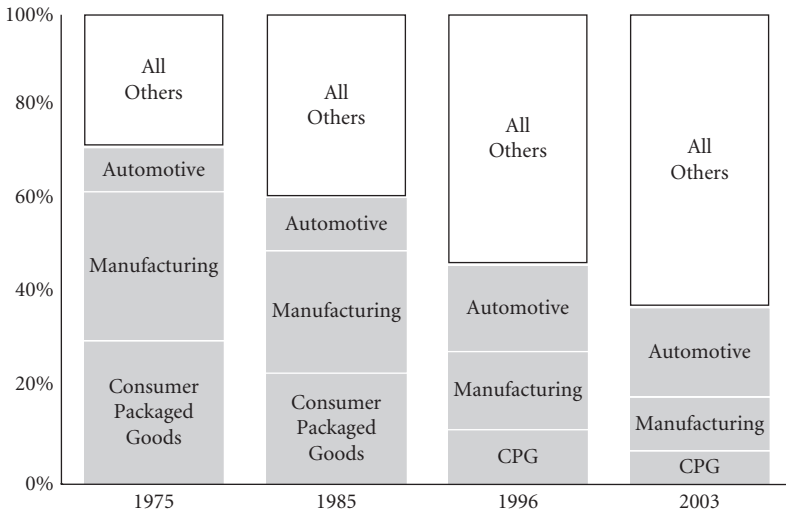 100%
80%
60%
40%
20%
0%
All
Others
Automotive
Manufacturing
Consumer
Packaged
Goods
1975
All
Others
Automotive
Manufacturing
Consumer
Packaged
Goods
1985
All
Others
Automotive
Manufacturing
CPG
1996
All
Others
Automotive
Manufacturing
CPG
2003